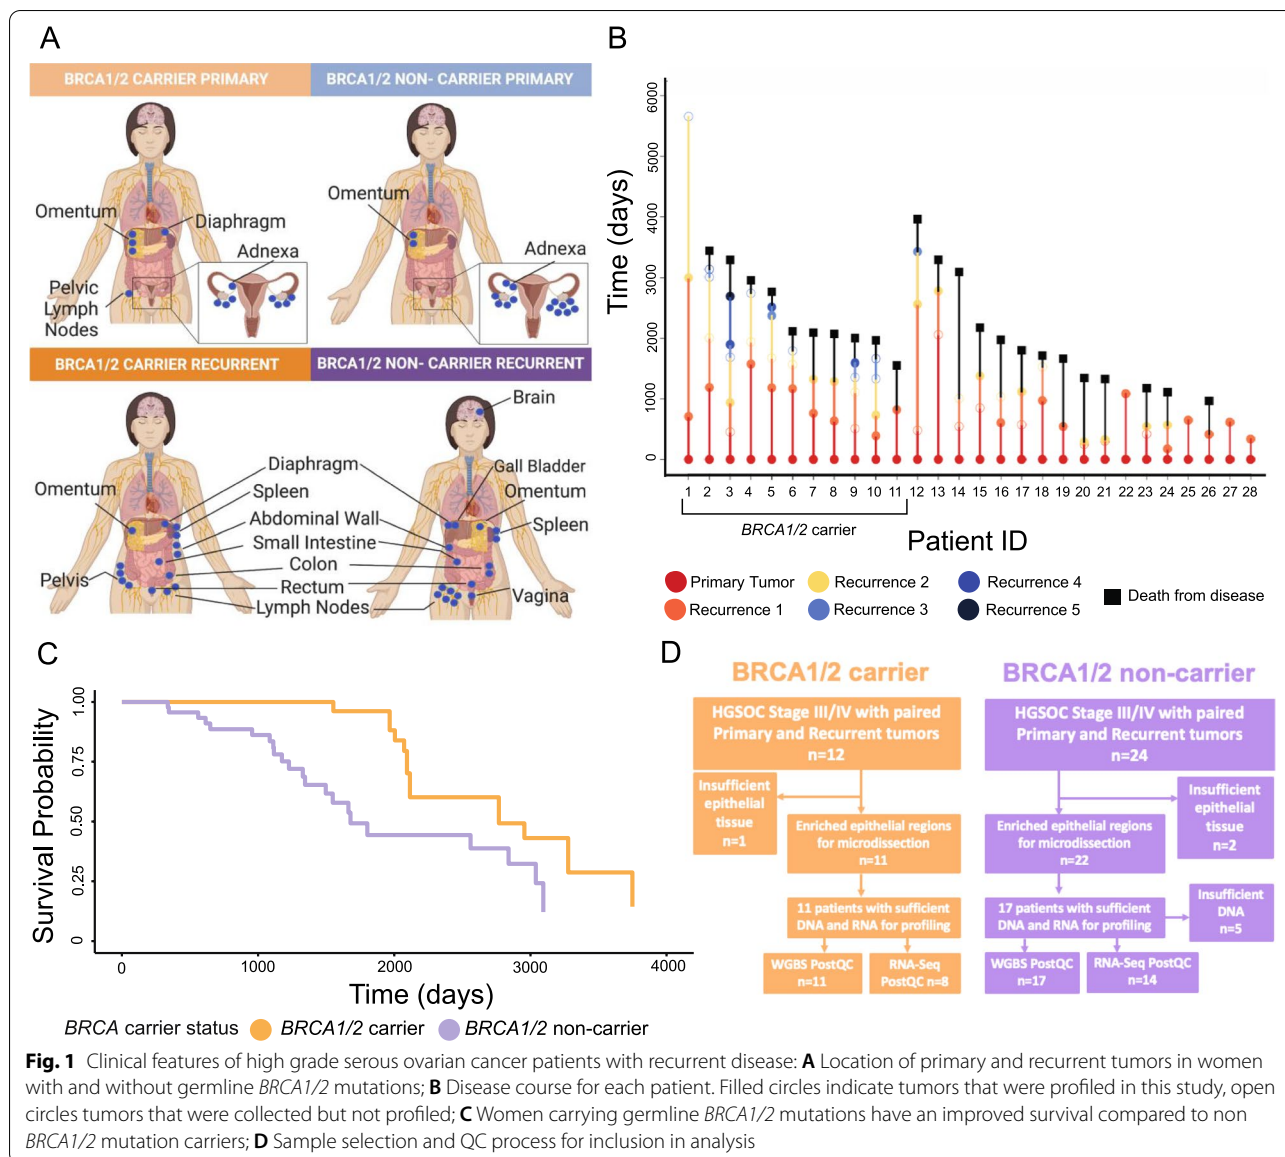 A
BRCA1/2 CARRIER PRIMARY
BRCA1/2 NON- CARRIER PRIMARY
Omentum
Diaphragm
Adnexa
Pelvic
Lymph
Nodes
Omentum
Adnexa
BRCA1/2 CARRIER RECURRENT
BRCA1/2 NON- CARRIER RECURRENT
Brain
Diaphragm
Gall Bladder
Omentum
Spleen
Omentum
Abdominal Wall
Spleen
Small Intestine
Colon
Pelvis
Rectum
Vagina
Lymph Nodes
B
Time (days)
6000
5000
4000
3000
2000
1000
0
1 2 3 4 5 6 7 8 9 10 11 12 13 14 15 16 17 18 19 20 21 22 23 24 25 26 27 28
BRCA1/2 carrier
Patient ID
Primary Tumor
Recurrence 2
Recurrence 4
Death from disease
Recurrence 1
Recurrence 3
Recurrence 5
C
Survival Probability
1.00
0.75
0.50
0.25
0
0 1000 2000 3000 4000
Time (days)
BRCA carrier status
BRCA1/2 carrier
BRCA1/2 non-carrier
D
BRCA1/2 carrier
HGSOC Stage III/IV with paired
Primary and Recurrent tumors
n=12
Insufficient
epithelial
tissue
n=1
Enriched epithelial regions
for microdissection
n=11
11 patients with sufficient
DNA and RNA for profiling
WGBS PostQC
n=11
RNA-Seq
PostQC n=8
BRCA1/2 non-carrier
HGSOC Stage III/IV with paired
Primary and Recurrent tumors
n=24
Insufficient
epithelial
tissue
n=2
Enriched epithelial regions
for microdissection
n=22
17 patients with sufficient
DNA and RNA for profiling
Insufficient
DNA
n=5
WGBS PostQC
n=17
RNA-Seq PostQC
n=14
Fig. 1 Clinical features of high grade serous ovarian cancer patients with recurrent disease: A Location of primary and recurrent tumors in women
with and without germline BRCA1/2 mutations; B Disease course for each patient. Filled circles indicate tumors that were profiled in this study, open
circles tumors that were collected but not profiled; C Women carrying germline BRCA1/2 mutations have an improved survival compared to non
BRCA1/2 mutation carriers; D Sample selection and QC process for inclusion in analysis